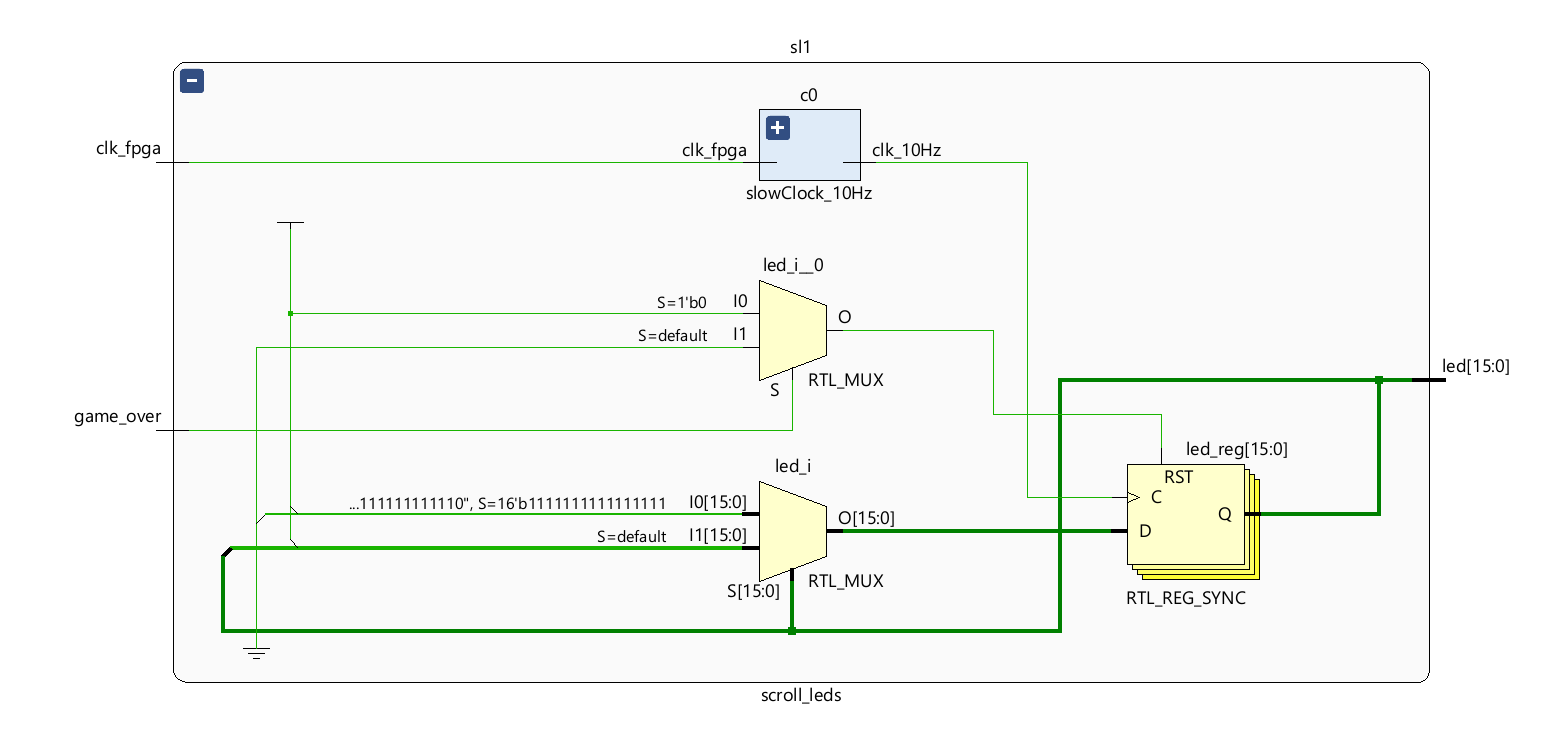 sl1
c0
clk_fpga
clk_fpga
clk_10Hz
slowClock_10Hz
led_i__0
S=1'b0
I0
S=default
I1
O
S
RTL_MUX
led[15:0]
game_over
led_reg[15:0]
led_i
RST
...111111111110", S=16'b1111111111111111
I0[15:0]
C
O[15:0]
Q
S=default
I1[15:0]
D
RTL_MUX
S[15:0]
RTL_REG_SYNC
scroll_leds